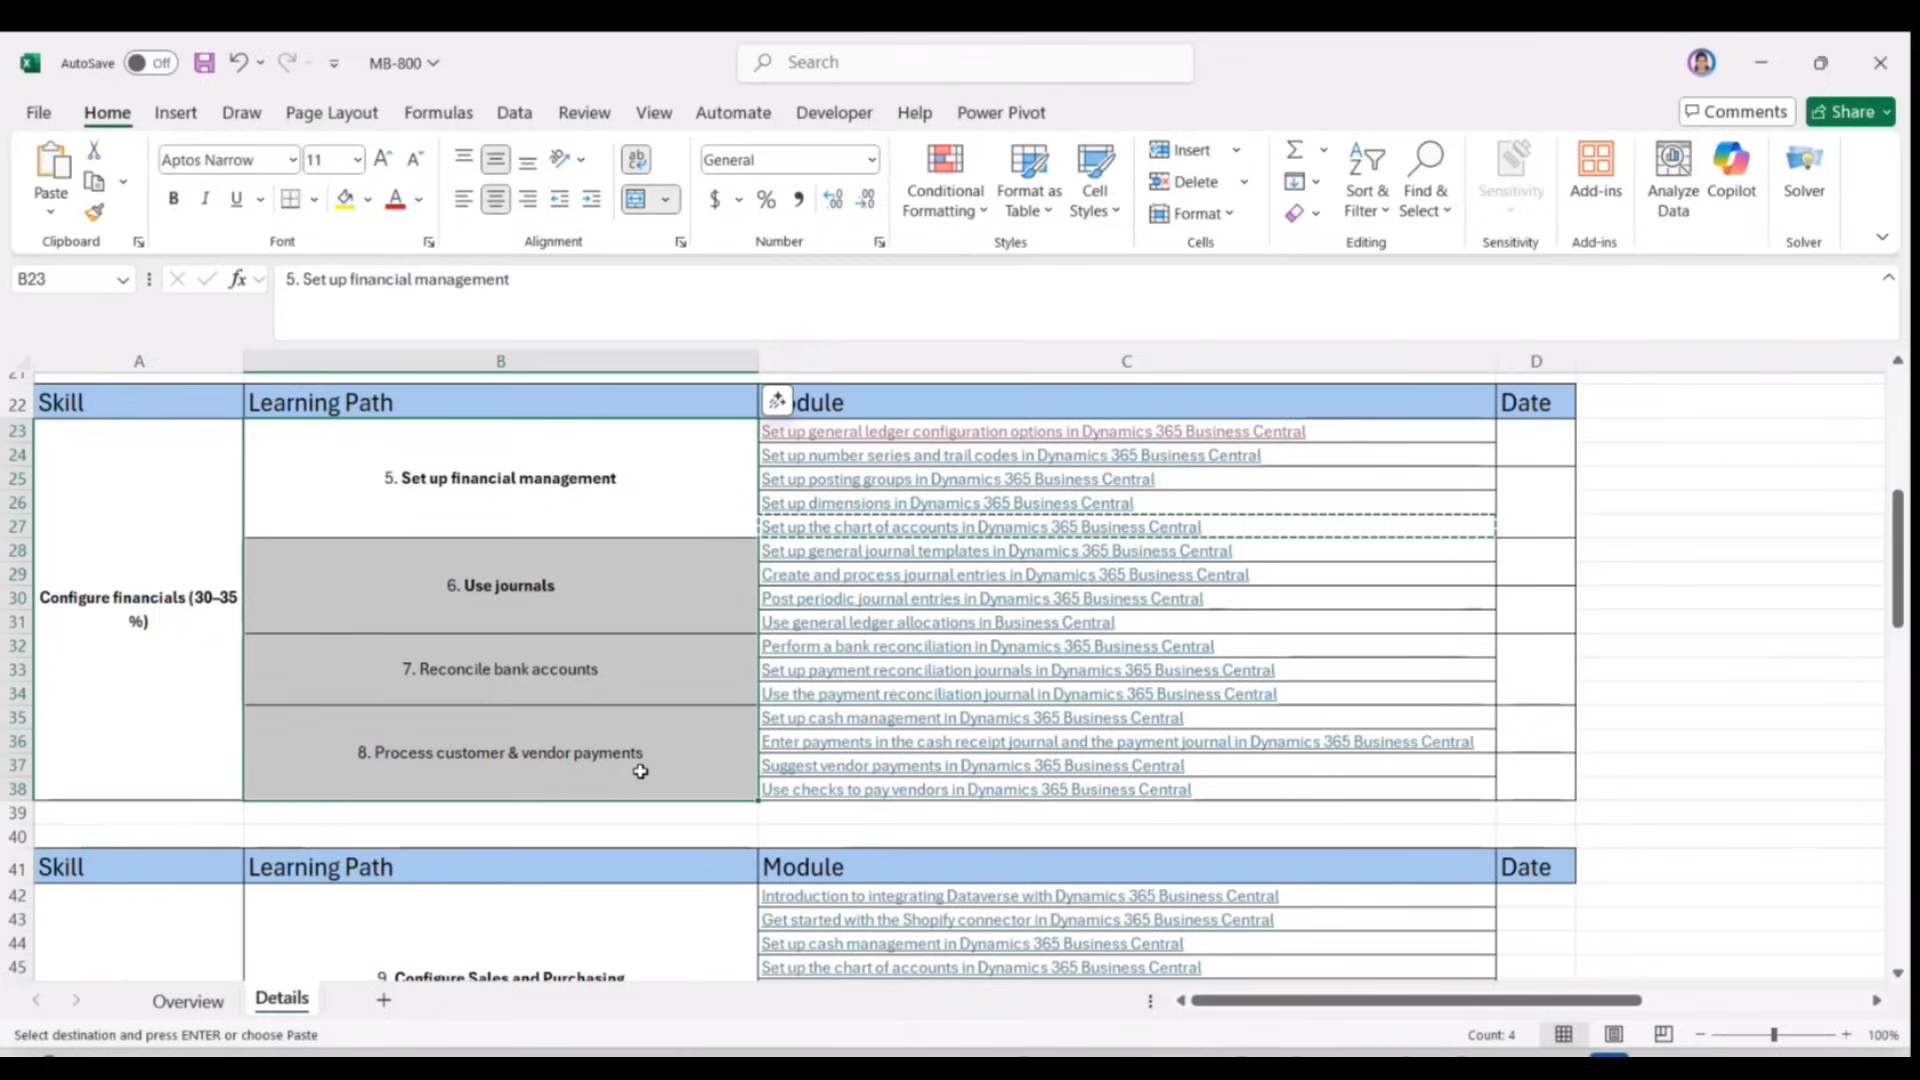 AutoSave Off MB-800 Search
File Home Insert Draw Page Layout Formulas Data Review View Automate Developer Help Power Pivot Comments Share
Paste Aptos Narrow 11 General Conditional Formatting Format as Table Cell Styles Insert Delete Format Sort & Filter Find & Select Sensitivity Add-ins Analyze Data Copilot Solver
Clipboard Font Alignment Number Styles Cells Editing Sensitivity Add-ins Solver
B23 fx 5. Set up financial management
A B C D
22 Skill Learning Path dule Date
23 Set up general ledger configuration options in Dynamics 365 Business Central
24 Set up number series and trail codes in Dynamics 365 Business Central
5. Set up financial management
25 Set up posting groups in Dynamics 365 Business Central
26 Set up dimensions in Dynamics 365 Business Central
27 Set up the chart of accounts in Dynamics 365 Business Central
28 Set up general journal templates in Dynamics 365 Business Central
6. Use journals
29 Create and process journal entries in Dynamics 365 Business Central
Configure financials (30–35
%)
30 Post periodic journal entries in Dynamics 365 Business Central
31 Use general ledger allocations in Business Central
32 Perform a bank reconciliation in Dynamics 365 Business Central
33 7. Reconcile bank accounts Set up payment reconciliation journals in Dynamics 365 Business Central
34 Use the payment reconciliation journal in Dynamics 365 Business Central
35 Set up cash management in Dynamics 365 Business Central
36 Enter payments in the cash receipt journal and the payment journal in Dynamics 365 Business Central
8. Process customer & vendor payments
37 Suggest vendor payments in Dynamics 365 Business Central
38 Use checks to pay vendors in Dynamics 365 Business Central
39
40
41 Skill Learning Path Module Date
42 Introduction to integrating Dataverse with Dynamics 365 Business Central
43 Get started with the Shopify connector in Dynamics 365 Business Central
44 Set up cash management in Dynamics 365 Business Central
45 Set up the chart of accounts in Dynamics 365 Business Central
9. Configure Sales and Purchasing
Overview Details
Select destination and press ENTER or choose Paste Count: 4 100%